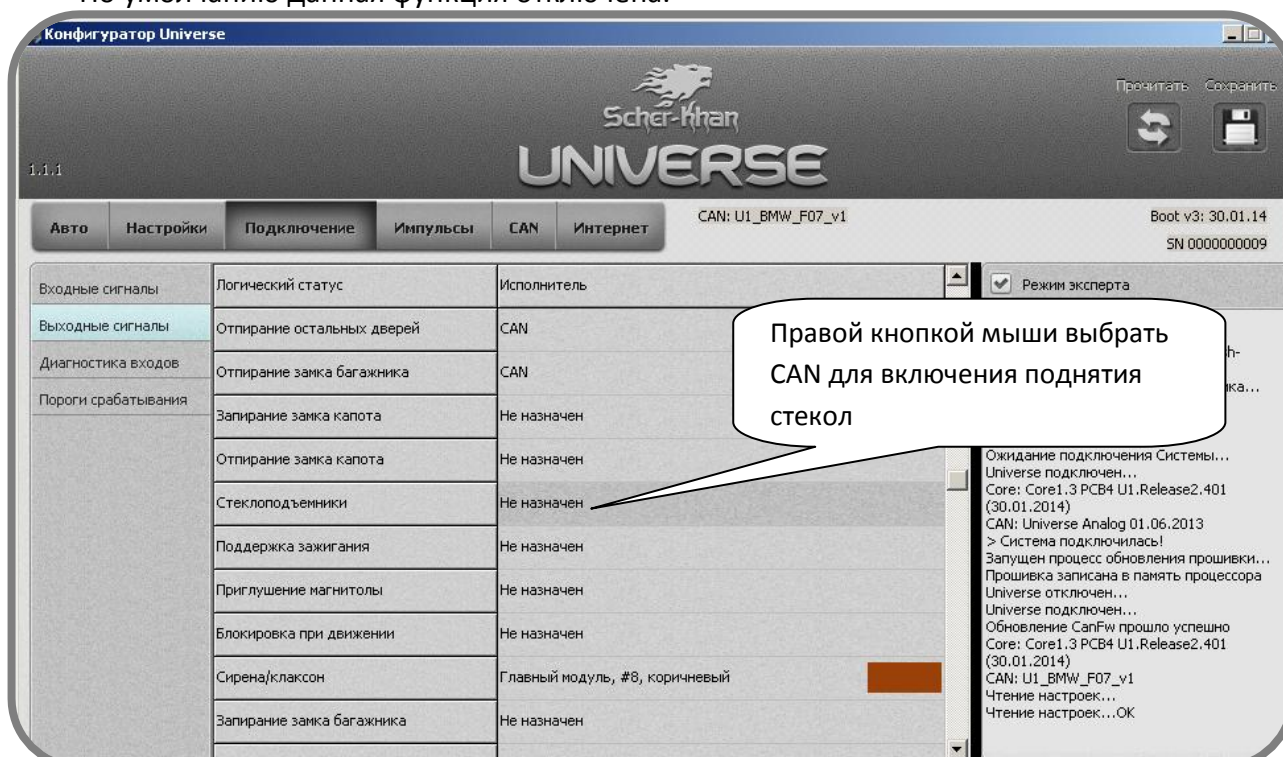 По умолчанию данная функция отключена.
Конфигуратор Universe
Scher-Khan
UNIVERSE
Прочитать Сохранить
1.1.1
Авто Настройки Подключение Импульсы CAN Интернет
CAN: U1_BMW_F07_v1
Boot v3: 30.01.14
SN 0000000009
Входные сигналы
Выходные сигналы
Диагностика входов
Пороги срабатывания
Логический статус Исполнитель
Отпирание остальных дверей CAN
Отпирание замка багажника CAN
Запирание замка капота Не назначен
Отпирание замка капота Не назначен
Стеклоподъемники Не назначен
Поддержка зажигания Не назначен
Приглушение магнитолы Не назначен
Блокировка при движении Не назначен
Сирена/клаксон Главный модуль, #8, коричневый
Запирание замка багажника Не назначен
Правой кнопкой мыши выбрать
CAN для включения поднятия
стекол
Режим эксперта
Ожидание подключения Системы...
Universe подключен...
Core: Core1.3 PCB4 U1.Release2.401
(30.01.2014)
CAN: Universe Analog 01.06.2013
> Система подключилась!
Запущен процесс обновления прошивки...
Прошивка записана в память процессора
Universe отключен...
Universe подключен...
Обновление CanFw прошло успешно
Core: Core1.3 PCB4 U1.Release2.401
(30.01.2014)
CAN: U1_BMW_F07_v1
Чтение настроек...
Чтение настроек...OK